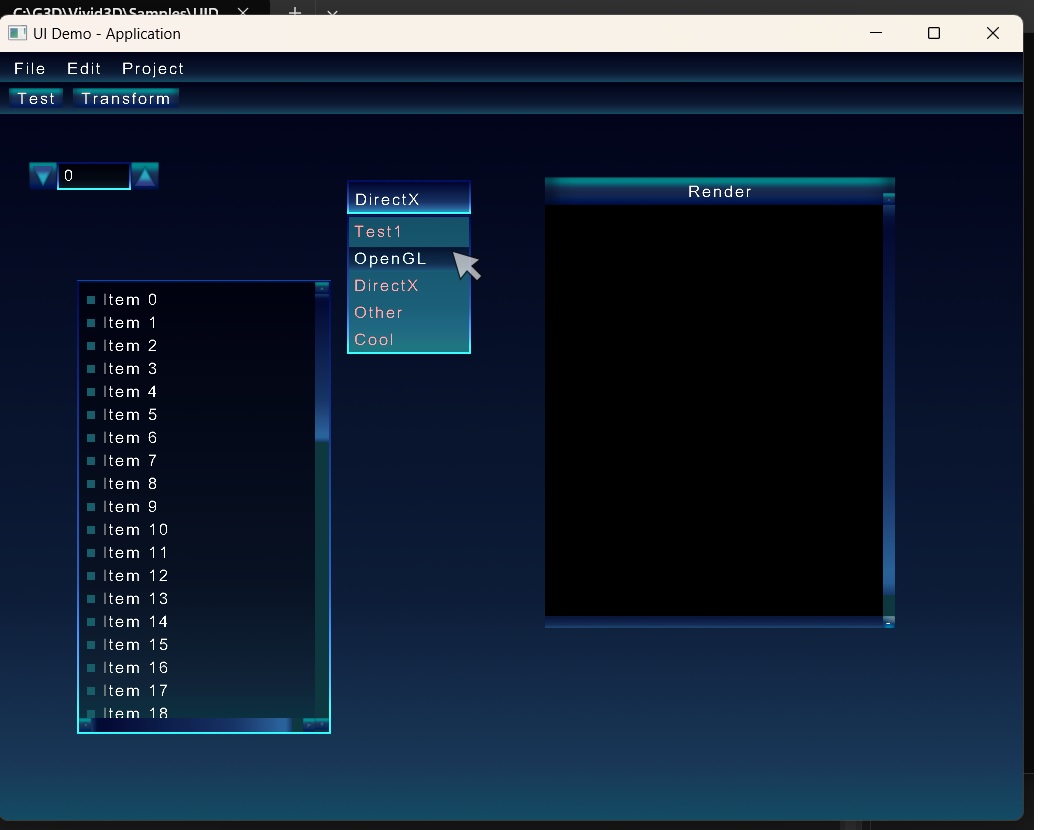 C:\G3D\Vivid3D\Samples\UID
UI Demo - Application
File Edit Project
Test Transform
0
DirectX
Test1
OpenGL
DirectX
Other
Cool
Item 0
Item 1
Item 2
Item 3
Item 4
Item 5
Item 6
Item 7
Item 8
Item 9
Item 10
Item 11
Item 12
Item 13
Item 14
Item 15
Item 16
Item 17
Item 18
Render